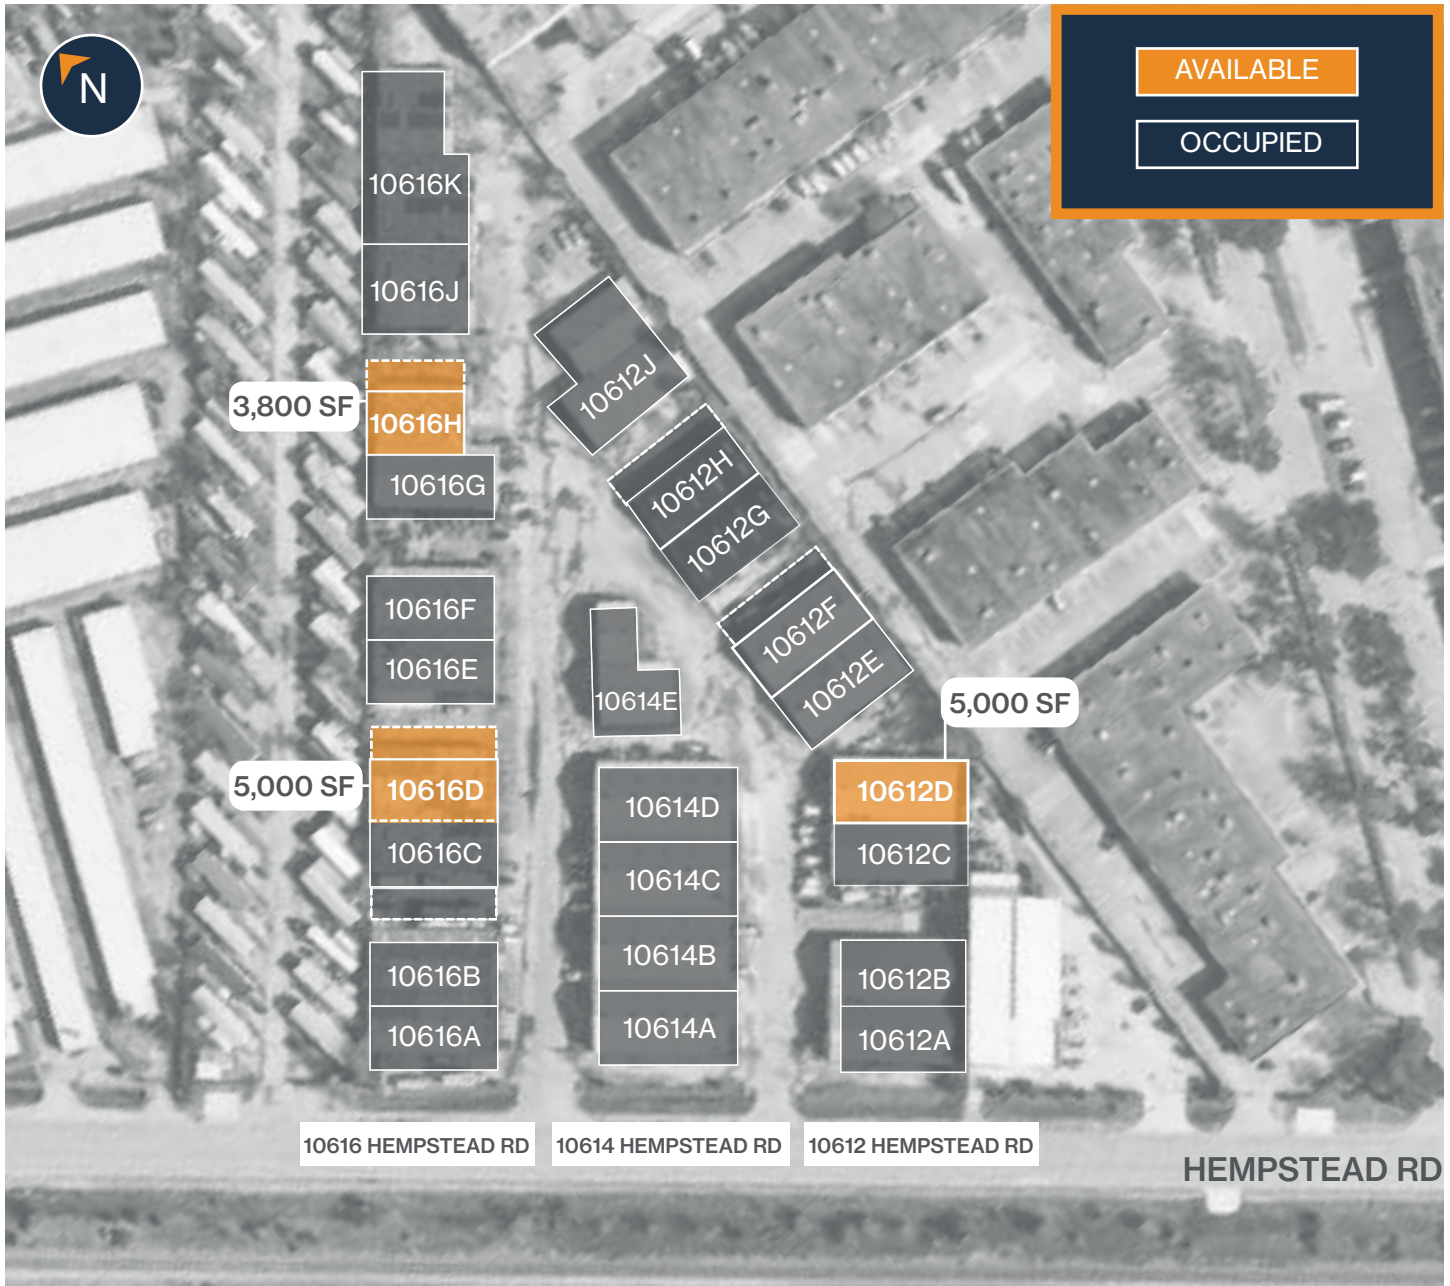 N
AVAILABLE
OCCUPIED
10616K
10616J
3,800 SF
10616H
10616G
10616F
10616E
5,000 SF
10616D
10616C
10616B
10616A
10612J
10612H
10612G
10612F
10612E
10614E
10614D
10614C
10614B
10614A
5,000 SF
10612D
10612C
10612B
10612A
10616 HEMPSTEAD RD
10614 HEMPSTEAD RD
10612 HEMPSTEAD RD
HEMPSTEAD RD